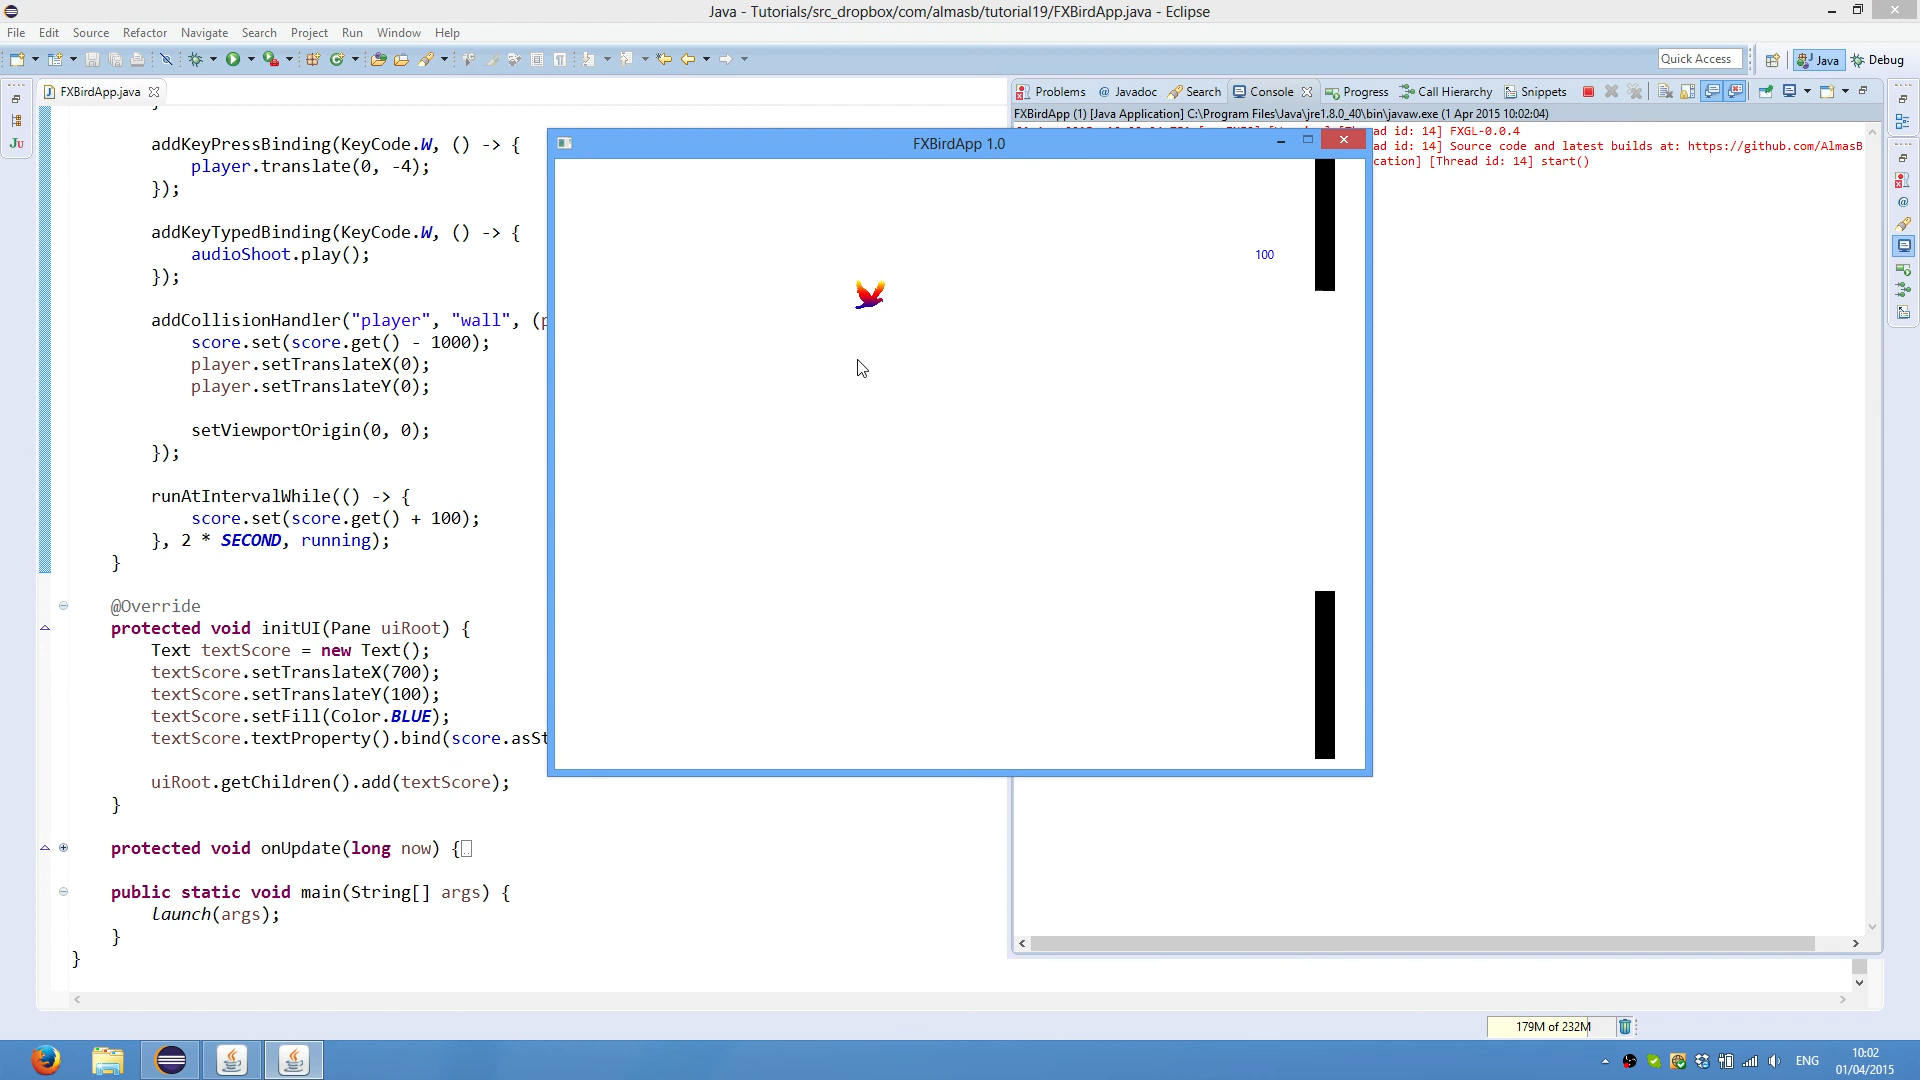 Java - Tutorials/src_dropbox/com/almasb/tutorial19/FXBirdApp.java - Eclipse
File Edit Source Refactor Navigate Search Project Run Window Help
Quick Access
Java
Debug
FXBirdApp.java
Problems
@ Javadoc
Search
Console
Progress
Call Hierarchy
Snippets
FXBirdApp (1) [Java Application] C:\Program Files\Java\jre1.8.0_40\bin\javaw.exe (1 Apr 2015 10:02:04)
ad id: 14] FXGL-0.0.4
ad id: 14] Source code and latest builds at: https://github.com/AlmasB
cation] [Thread id: 14] start()
}
addKeyPressBinding(KeyCode.W, () -> {
player.translate(0, -4);
});
addKeyTypedBinding(KeyCode.W, () -> {
audioShoot.play();
});
addCollisionHandler("player", "wall", (p
score.set(score.get() - 1000);
player.setTranslateX(0);
player.setTranslateY(0);
setViewportOrigin(0, 0);
});
runAtIntervalWhile(() -> {
score.set(score.get() + 100);
}, 2 * SECOND, running);
}
@Override
protected void initUI(Pane uiRoot) {
Text textScore = new Text();
textScore.setTranslateX(700);
textScore.setTranslateY(100);
textScore.setFill(Color.BLUE);
textScore.textProperty().bind(score.asSt
uiRoot.getChildren().add(textScore);
}
protected void onUpdate(long now) {
public static void main(String[] args) {
launch(args);
}
}
FXBirdApp 1.0
100
179M of 232M
ENG
10:02
01/04/2015